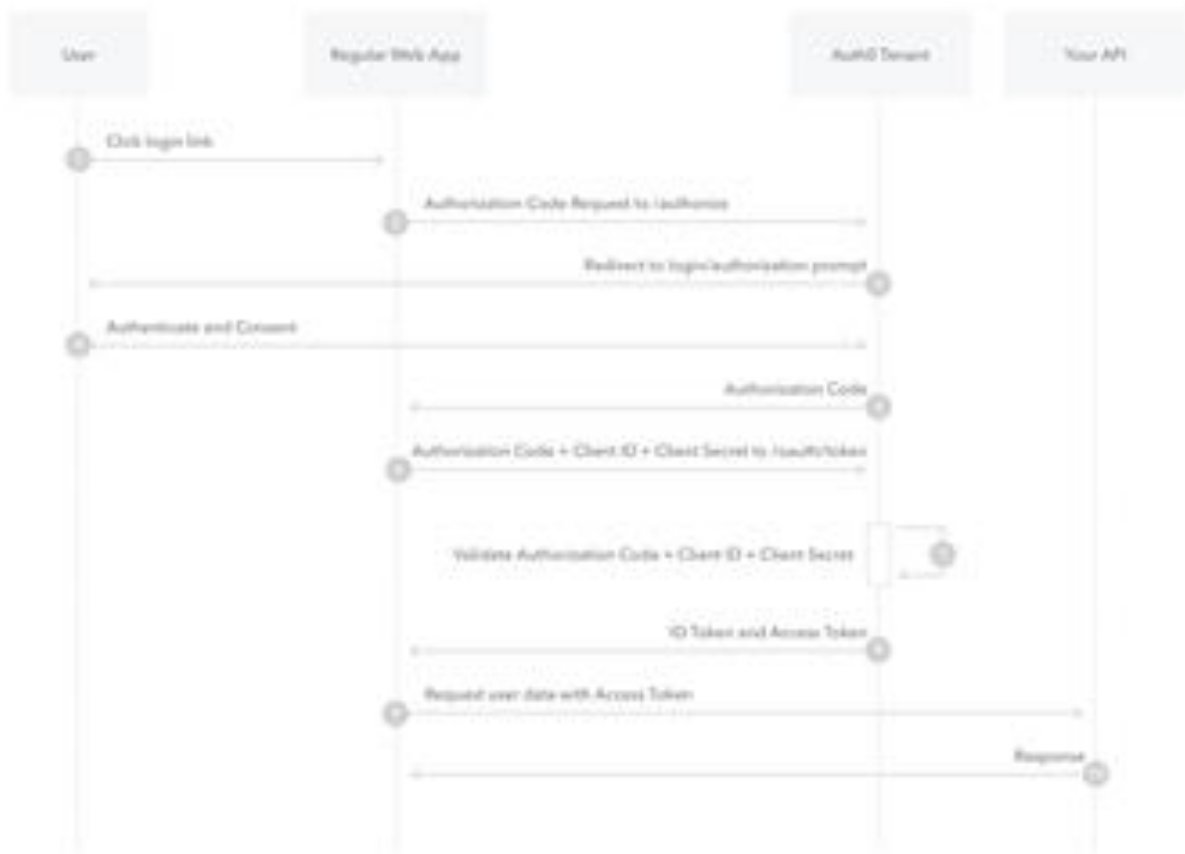 User
Regular Web App
Auth0 Tenant
Your API
Click login link
Authorization Code Request to /authorize
Redirect to login/authorization prompt
Authenticate and Consent
Authorization Code
Authorization Code + Client ID + Client Secret to /oauth/token
Validate Authorization Code + Client ID + Client Secret
ID Token and Access Token
Request user data with Access Token
Response